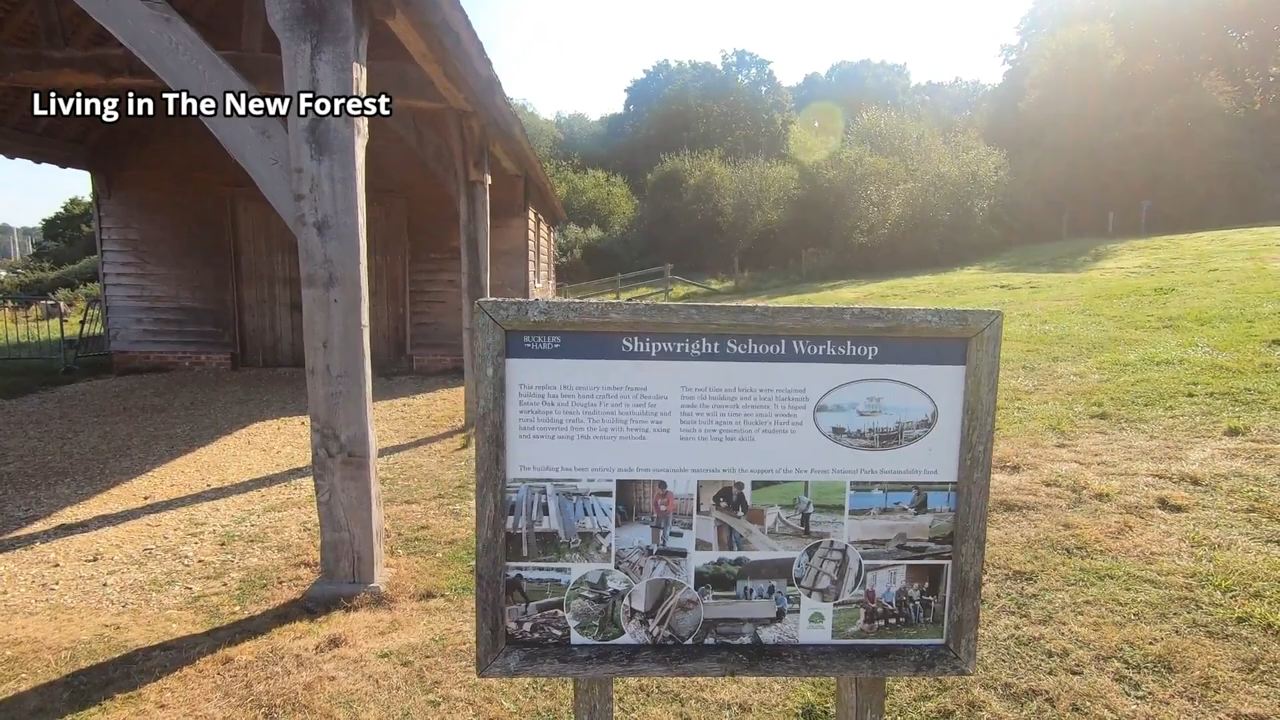 Living in The New Forest
BUCKLER'S
THE HARD
Shipwright School Workshop
This replica 18th century timber framed
building has been hand crafted out of Beaulieu
Estate Oak and Douglas Fir and is used for
workshops to teach traditional boatbuilding and
rural building crafts. The building frame was
hand converted from the log with hewing, axing
and sawing using 18th century methods.
The roof tiles and bricks were reclaimed
from old buildings and a local blacksmith
made the ironwork elements. It is hoped
that we will in time see small wooden
boats built again at Buckler's Hard and
teach a new generation of students to
learn the long lost skills.
The building has been entirely made from sustainable materials with the support of the New Forest National Parks Sustainability fund.